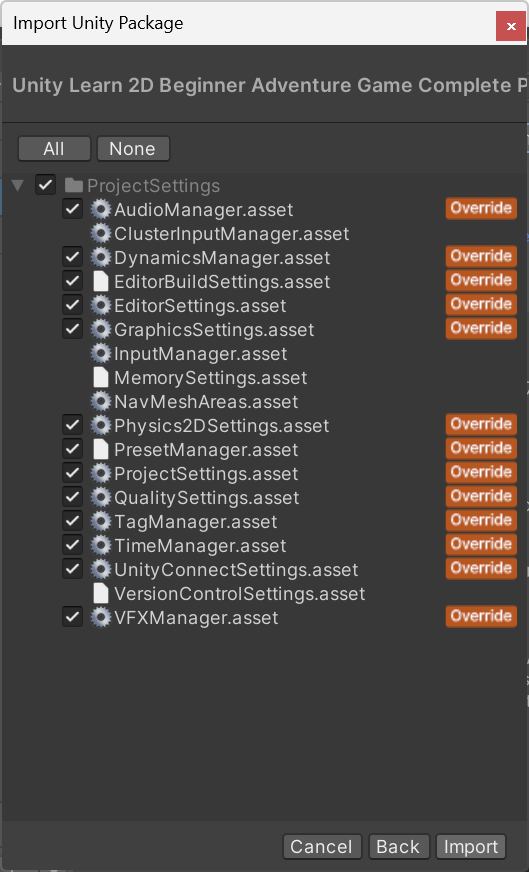 Import Unity Package
×
Unity Learn 2D Beginner Adventure Game Complete P
All None
ProjectSettings
AudioManager.asset Override
ClusterInputManager.asset
DynamicsManager.asset Override
EditorBuildSettings.asset Override
EditorSettings.asset Override
GraphicsSettings.asset Override
InputManager.asset
MemorySettings.asset
NavMeshAreas.asset
Physics2DSettings.asset Override
PresetManager.asset Override
ProjectSettings.asset Override
QualitySettings.asset Override
TagManager.asset Override
TimeManager.asset Override
UnityConnectSettings.asset Override
VersionControlSettings.asset
VFXManager.asset Override
Cancel Back Import